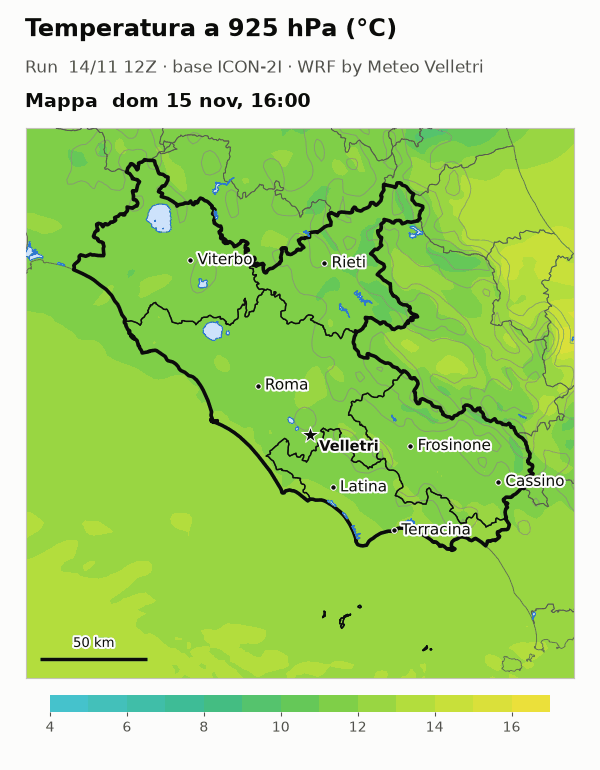 Temperatura a 925 hPa (°C)
Run  14/11 12Z · base ICON-2I · WRF by Meteo Velletri
Mappa  dom 15 nov, 16:00
Viterbo
Rieti
Roma
Velletri
Frosinone
Latina
Cassino
Terracina
50 km
4 6 8 10 12 14 16